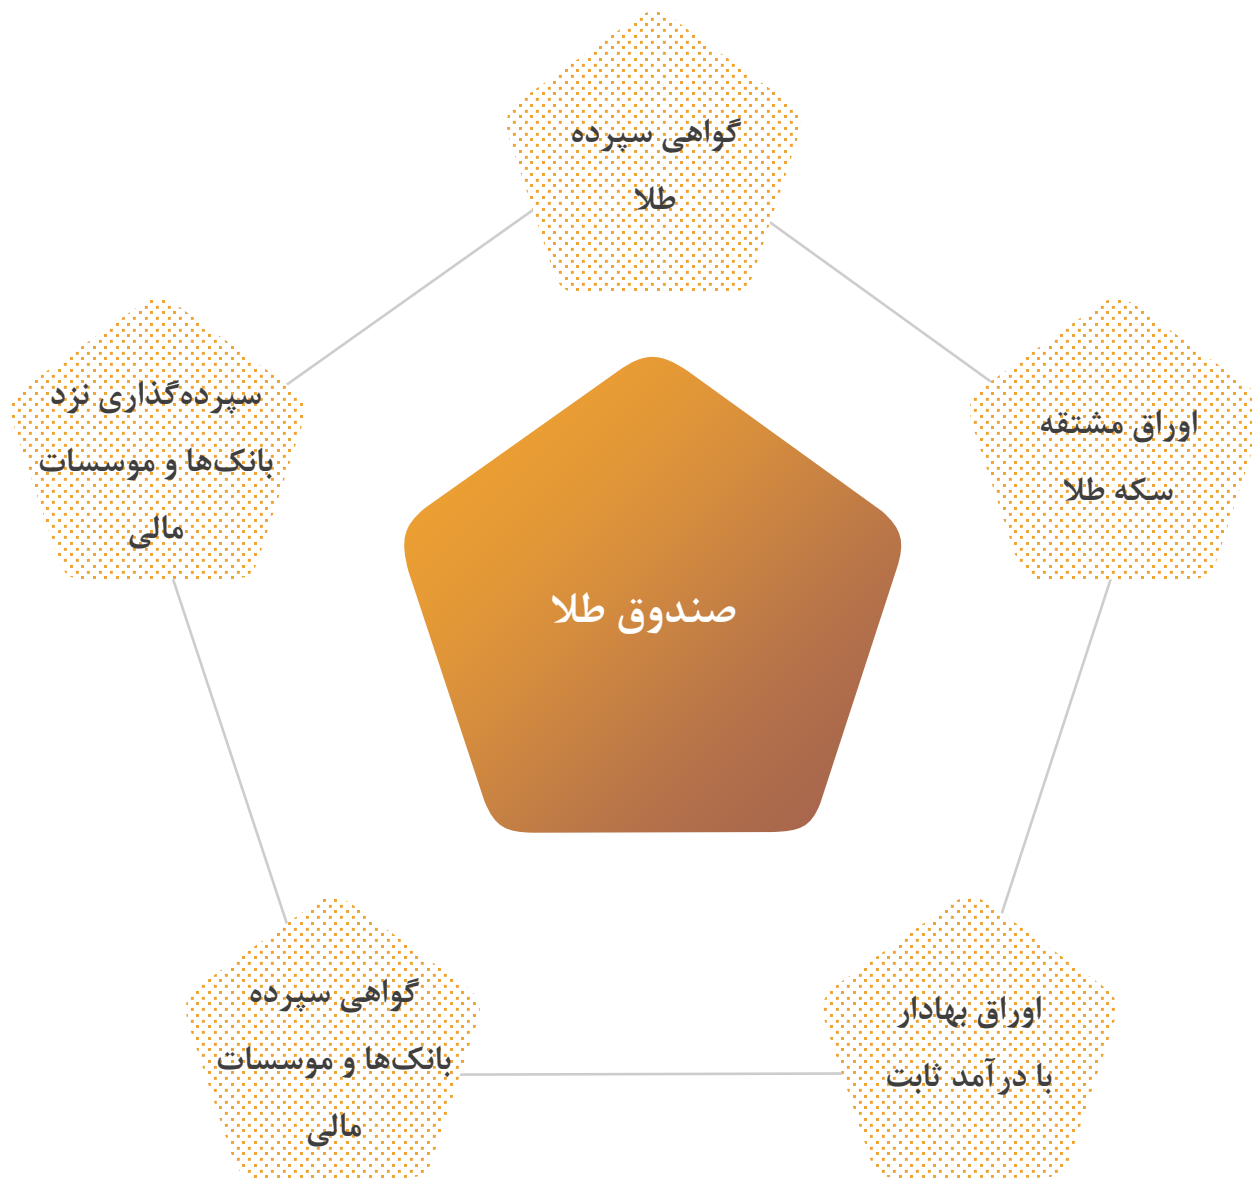 گواهی سپرده
طلا
اوراق مشتقه
سکه طلا
سپرده‌گذاری نزد
بانک‌ها و موسسات
مالی
صندوق طلا
اوراق بهادار
با درآمد ثابت
گواهی سپرده
بانک‌ها و موسسات
مالی